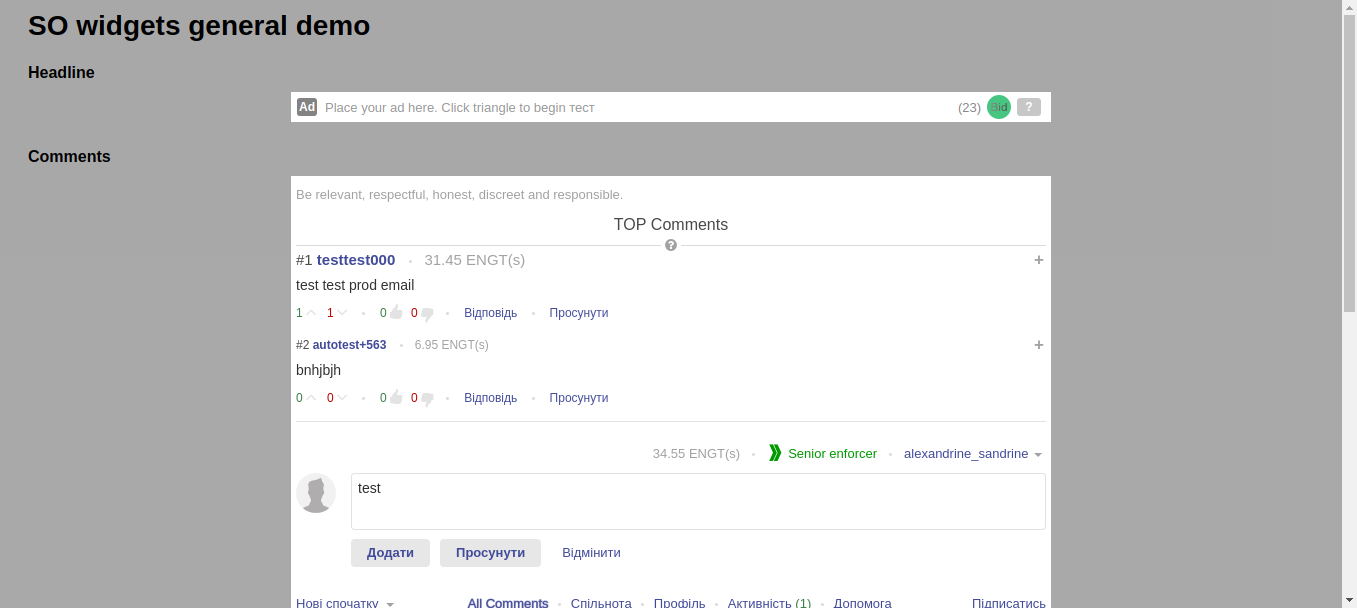 SO widgets general demo
Headline
Ad Place your ad here. Click triangle to begin тест (23) Bid ?
Comments
Be relevant, respectful, honest, discreet and responsible.
TOP Comments
?
#1 testtest000 • 31.45 ENGT(s) +
test test prod email
1 1 • 0 0 • Відповідь • Просунути
#2 autotest+563 • 6.95 ENGT(s) +
bnhjbjh
0 0 • 0 0 • Відповідь • Просунути
34.55 ENGT(s) • Senior enforcer • alexandrine_sandrine
test
Додати Просунути Відмінити
Нові спочатку All Comments • Спільнота • Профіль • Активність (1) • Допомога Підписатись